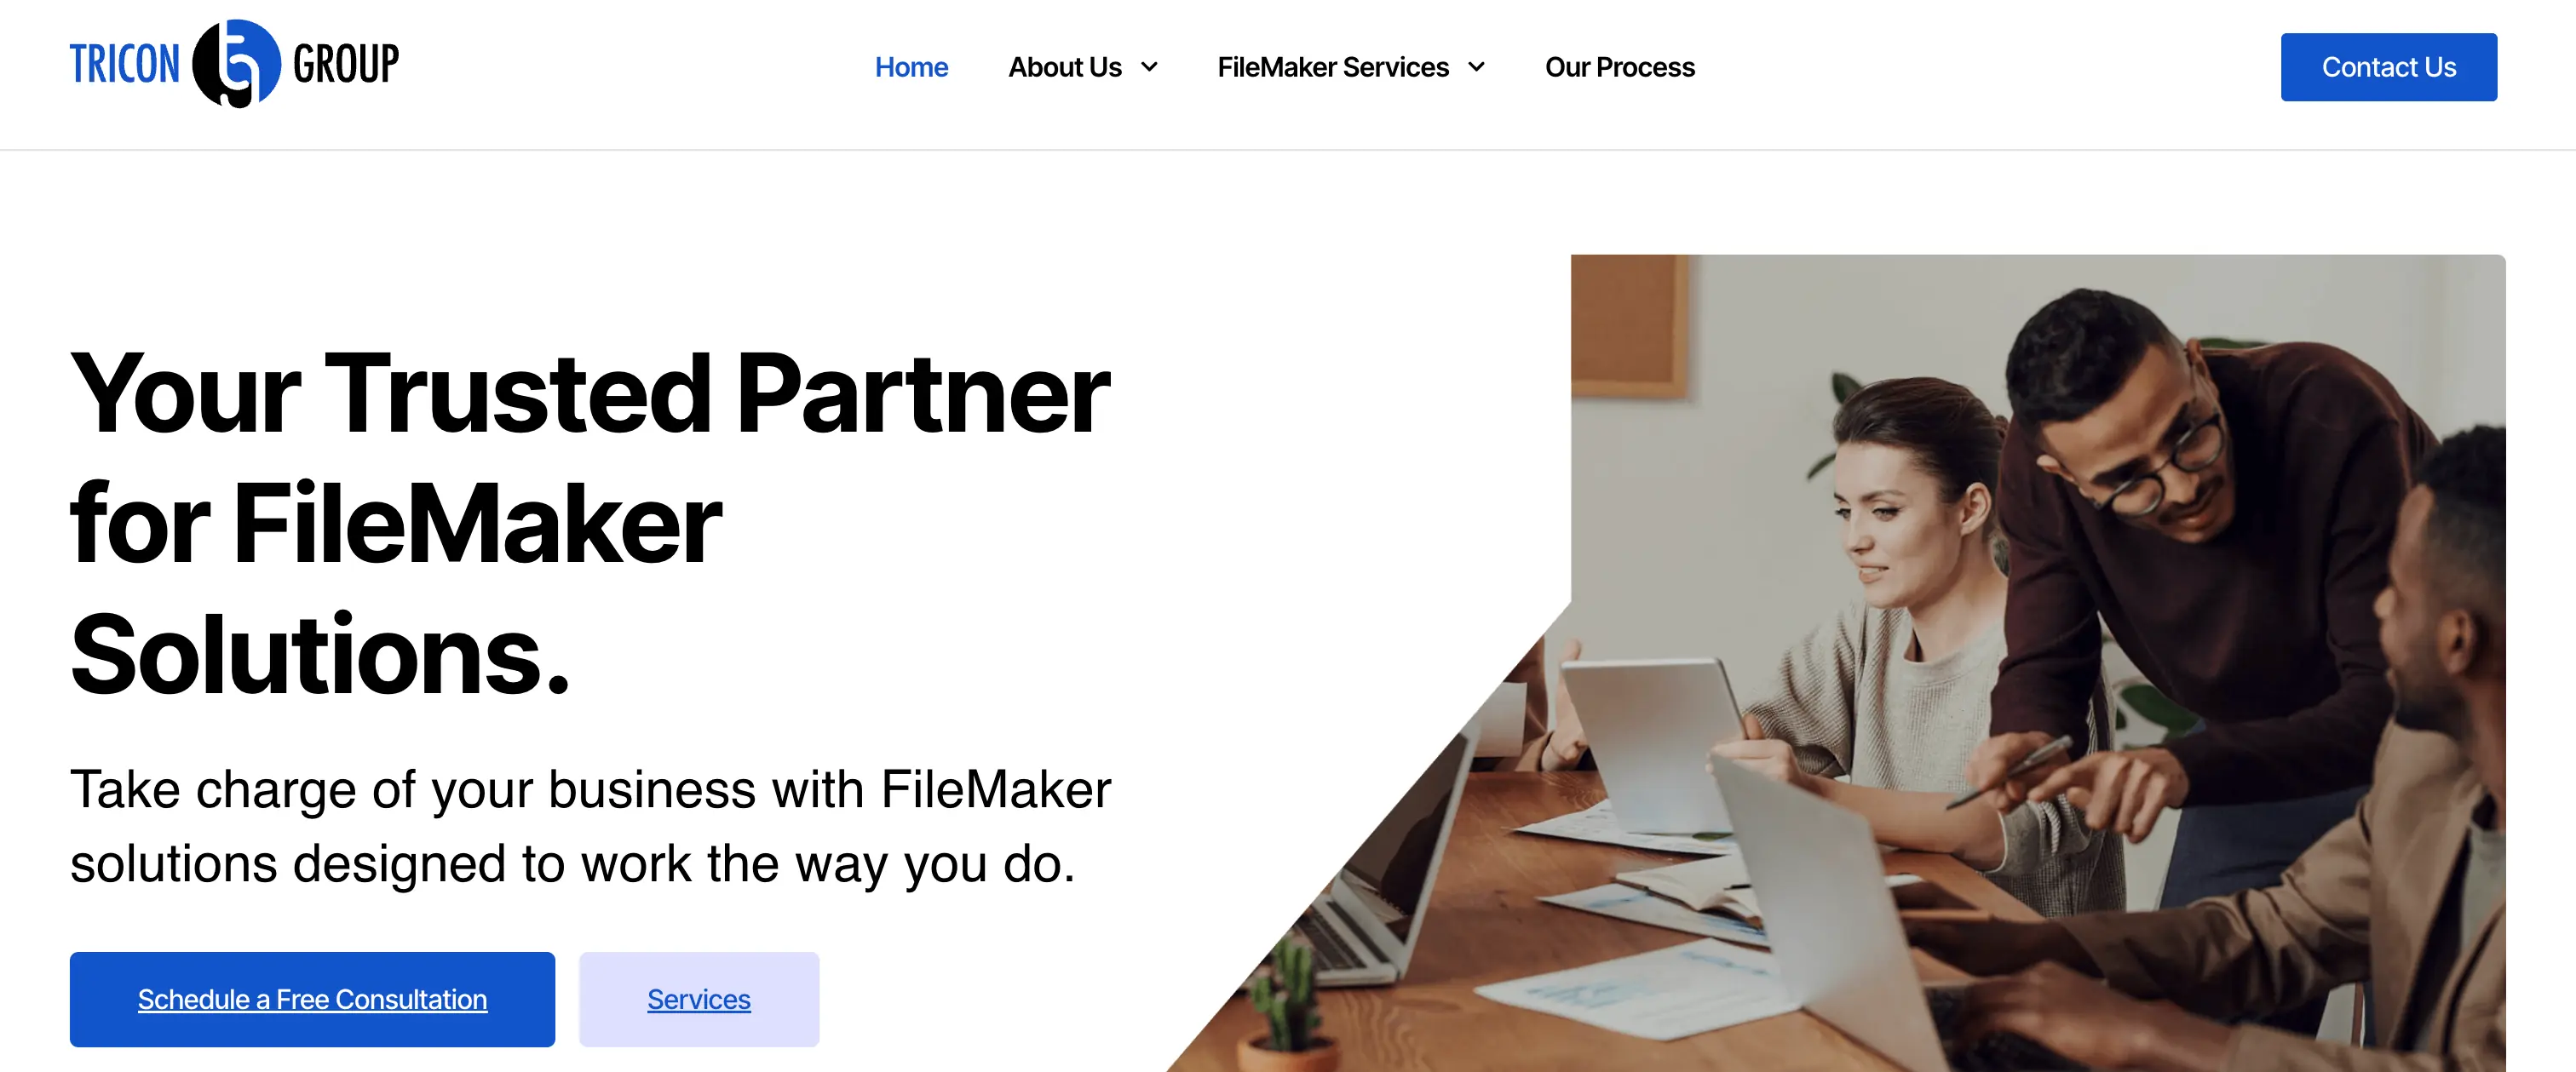 TRICON GROUP
Home
About Us
FileMaker Services
Our Process
Contact Us
Your Trusted Partner
for FileMaker
Solutions.
Take charge of your business with FileMaker
solutions designed to work the way you do.
Schedule a Free Consultation
Services